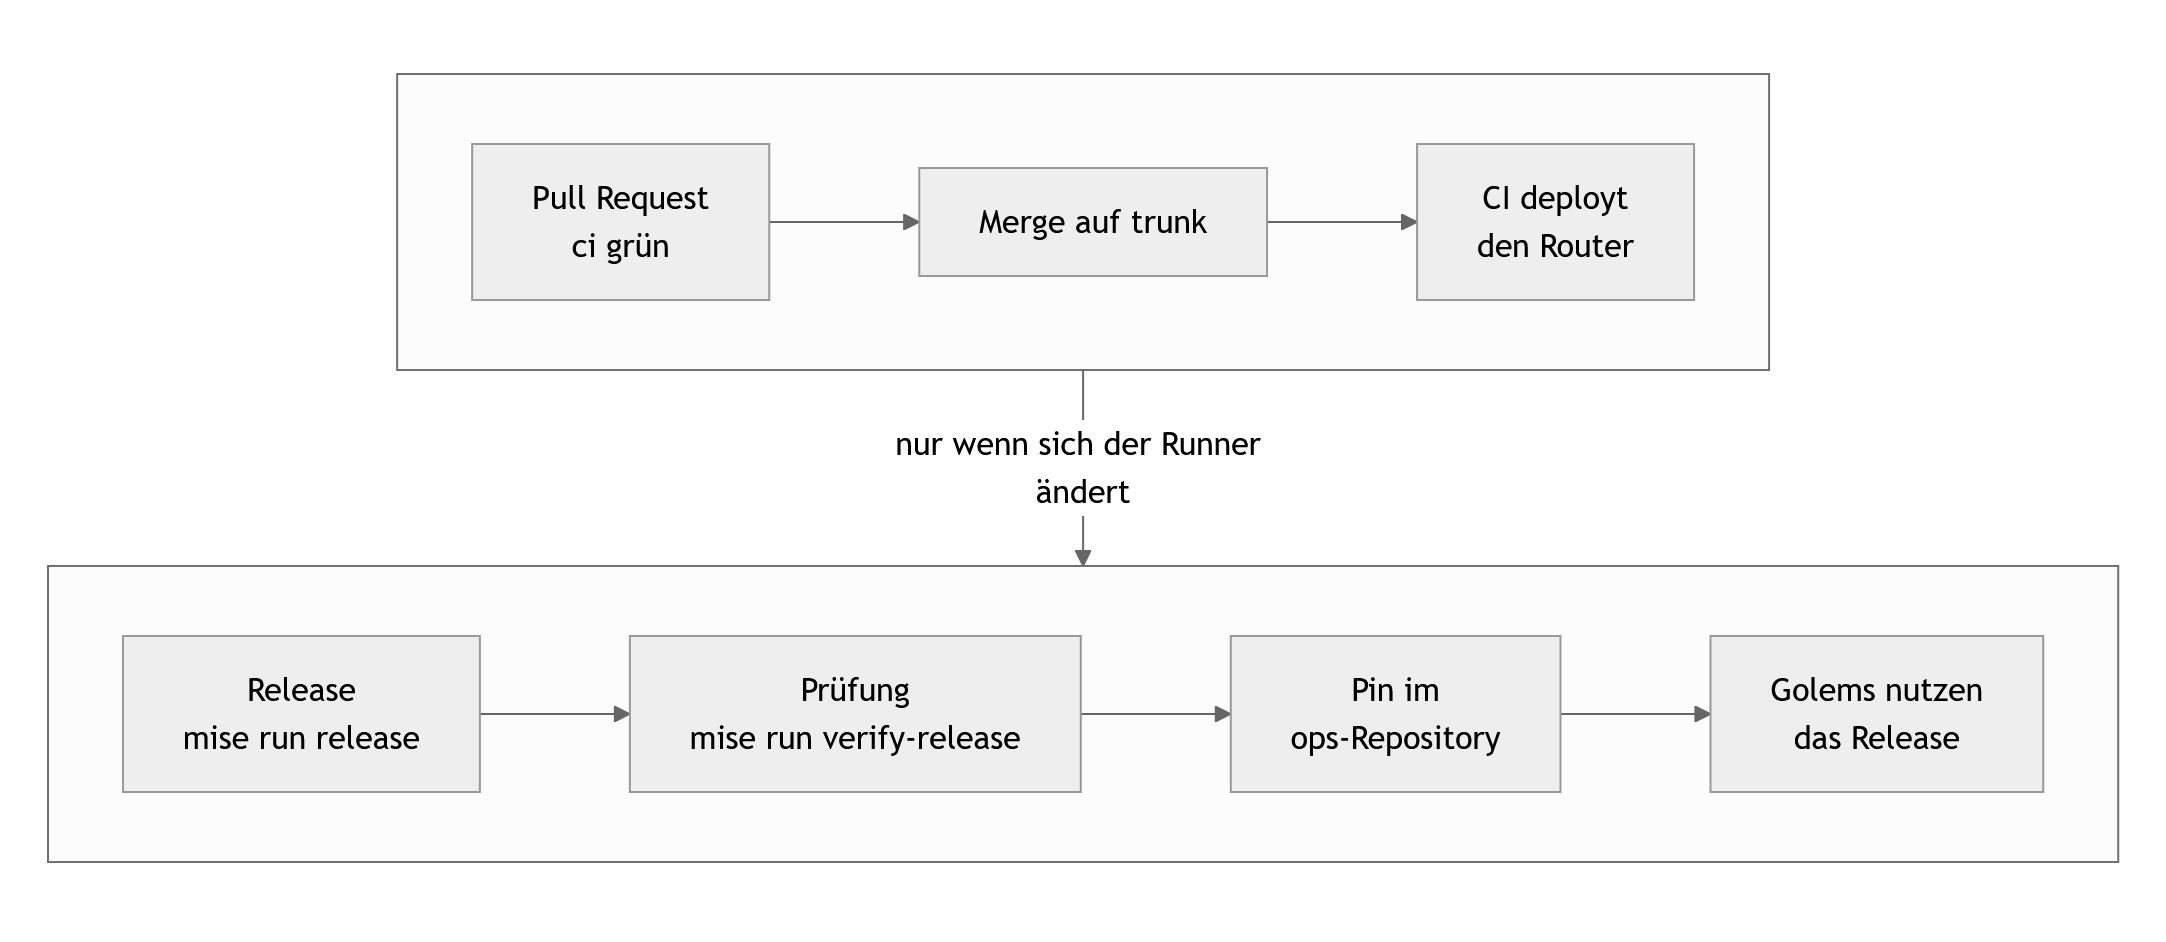 Pull Request
ci grün
Merge auf trunk
CI deployt
den Router
nur wenn sich der Runner
ändert
Release
mise run release
Prüfung
mise run verify-release
Pin im
ops-Repository
Golems nutzen
das Release